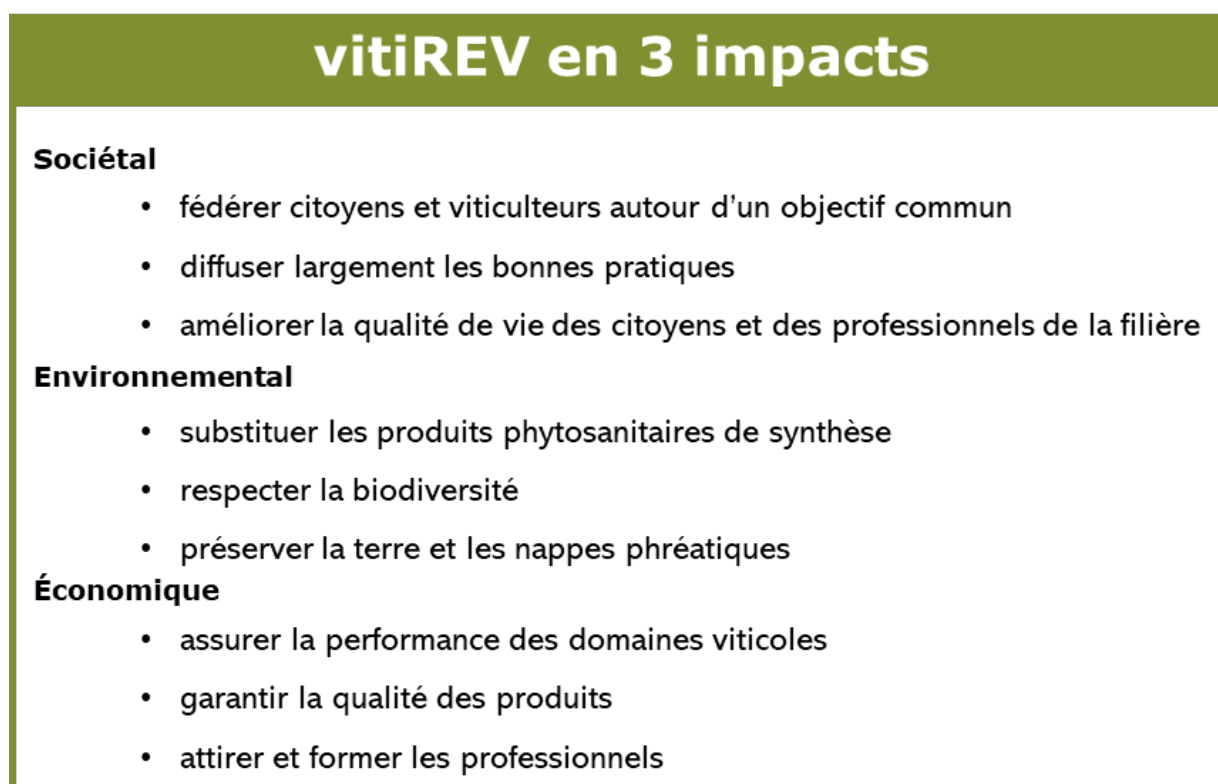 vitiREV en 3 impacts
Sociétal
• fédérer citoyens et viticulteurs autour d'un objectif commun
• diffuser largement les bonnes pratiques
• améliorer la qualité de vie des citoyens et des professionnels de la filière
Environnemental
• substituer les produits phytosanitaires de synthèse
• respecter la biodiversité
• préserver la terre et les nappes phréatiques
Économique
• assurer la performance des domaines viticoles
• garantir la qualité des produits
• attirer et former les professionnels